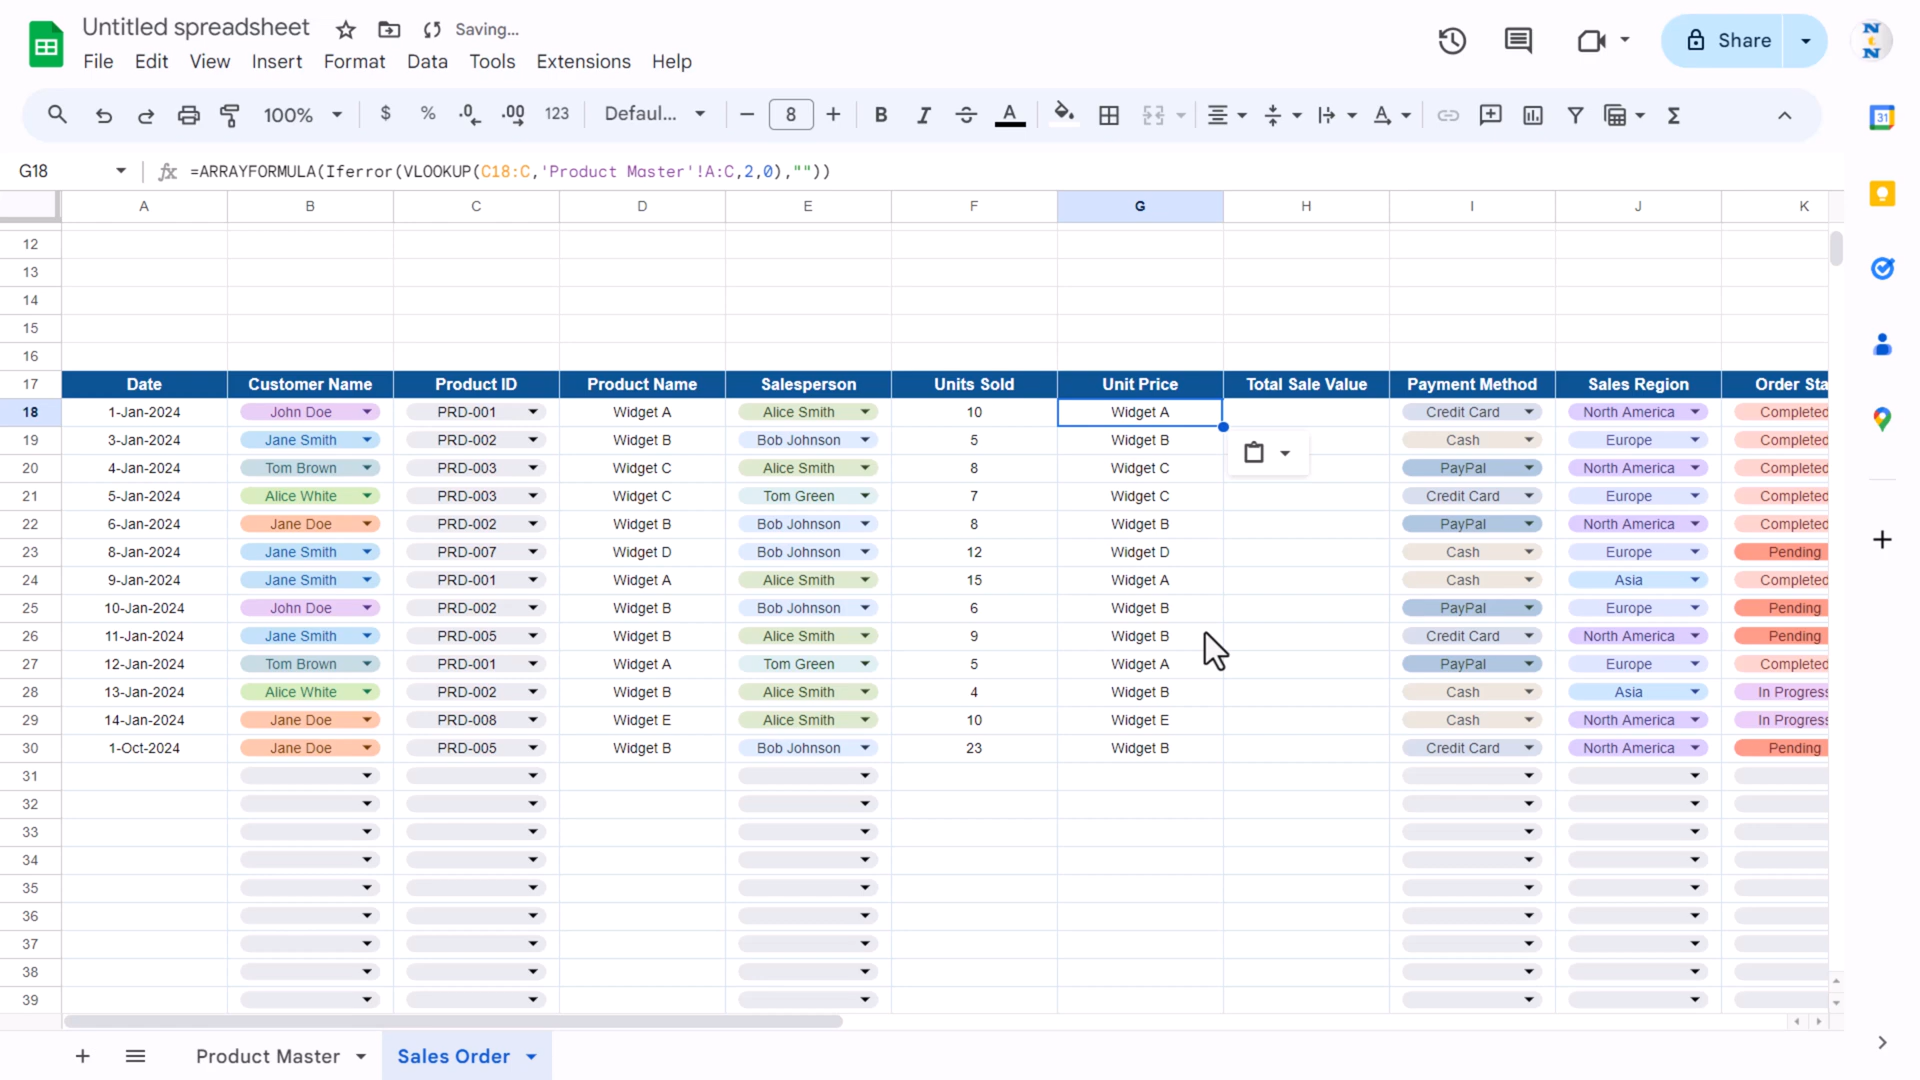 Untitled spreadsheet Saving...
File Edit View Insert Format Data Tools Extensions Help
Share
N
N
100% $ % .0 .00 123 Defaul... 8 B I A A Σ
31
G18 fx =ARRAYFORMULA(Iferror(VLOOKUP(C18:C,'Product Master'!A:C,2,0),""))
A B C D E F G H I J K
12
13
14
15
16
17 Date Customer Name Product ID Product Name Salesperson Units Sold Unit Price Total Sale Value Payment Method Sales Region Order Sta
18 1-Jan-2024 John Doe PRD-001 Widget A Alice Smith 10 Widget A Credit Card North America Completed
19 3-Jan-2024 Jane Smith PRD-002 Widget B Bob Johnson 5 Widget B Cash Europe Completed
20 4-Jan-2024 Tom Brown PRD-003 Widget C Alice Smith 8 Widget C PayPal North America Completed
21 5-Jan-2024 Alice White PRD-003 Widget C Tom Green 7 Widget C Credit Card Europe Completed
22 6-Jan-2024 Jane Doe PRD-002 Widget B Bob Johnson 8 Widget B PayPal North America Completed
23 8-Jan-2024 Jane Smith PRD-007 Widget D Bob Johnson 12 Widget D Cash Europe Pending
24 9-Jan-2024 Jane Smith PRD-001 Widget A Alice Smith 15 Widget A Cash Asia Completed
25 10-Jan-2024 John Doe PRD-002 Widget B Bob Johnson 6 Widget B PayPal Europe Pending
26 11-Jan-2024 Jane Smith PRD-005 Widget B Alice Smith 9 Widget B Credit Card North America Pending
27 12-Jan-2024 Tom Brown PRD-001 Widget A Tom Green 5 Widget A PayPal Europe Completed
28 13-Jan-2024 Alice White PRD-002 Widget B Alice Smith 4 Widget B Cash Asia In Progress
29 14-Jan-2024 Jane Doe PRD-008 Widget E Alice Smith 10 Widget E Cash North America In Progress
30 1-Oct-2024 Jane Doe PRD-005 Widget B Bob Johnson 23 Widget B Credit Card North America Pending
31
32
33
34
35
36
37
38
39
Product Master Sales Order